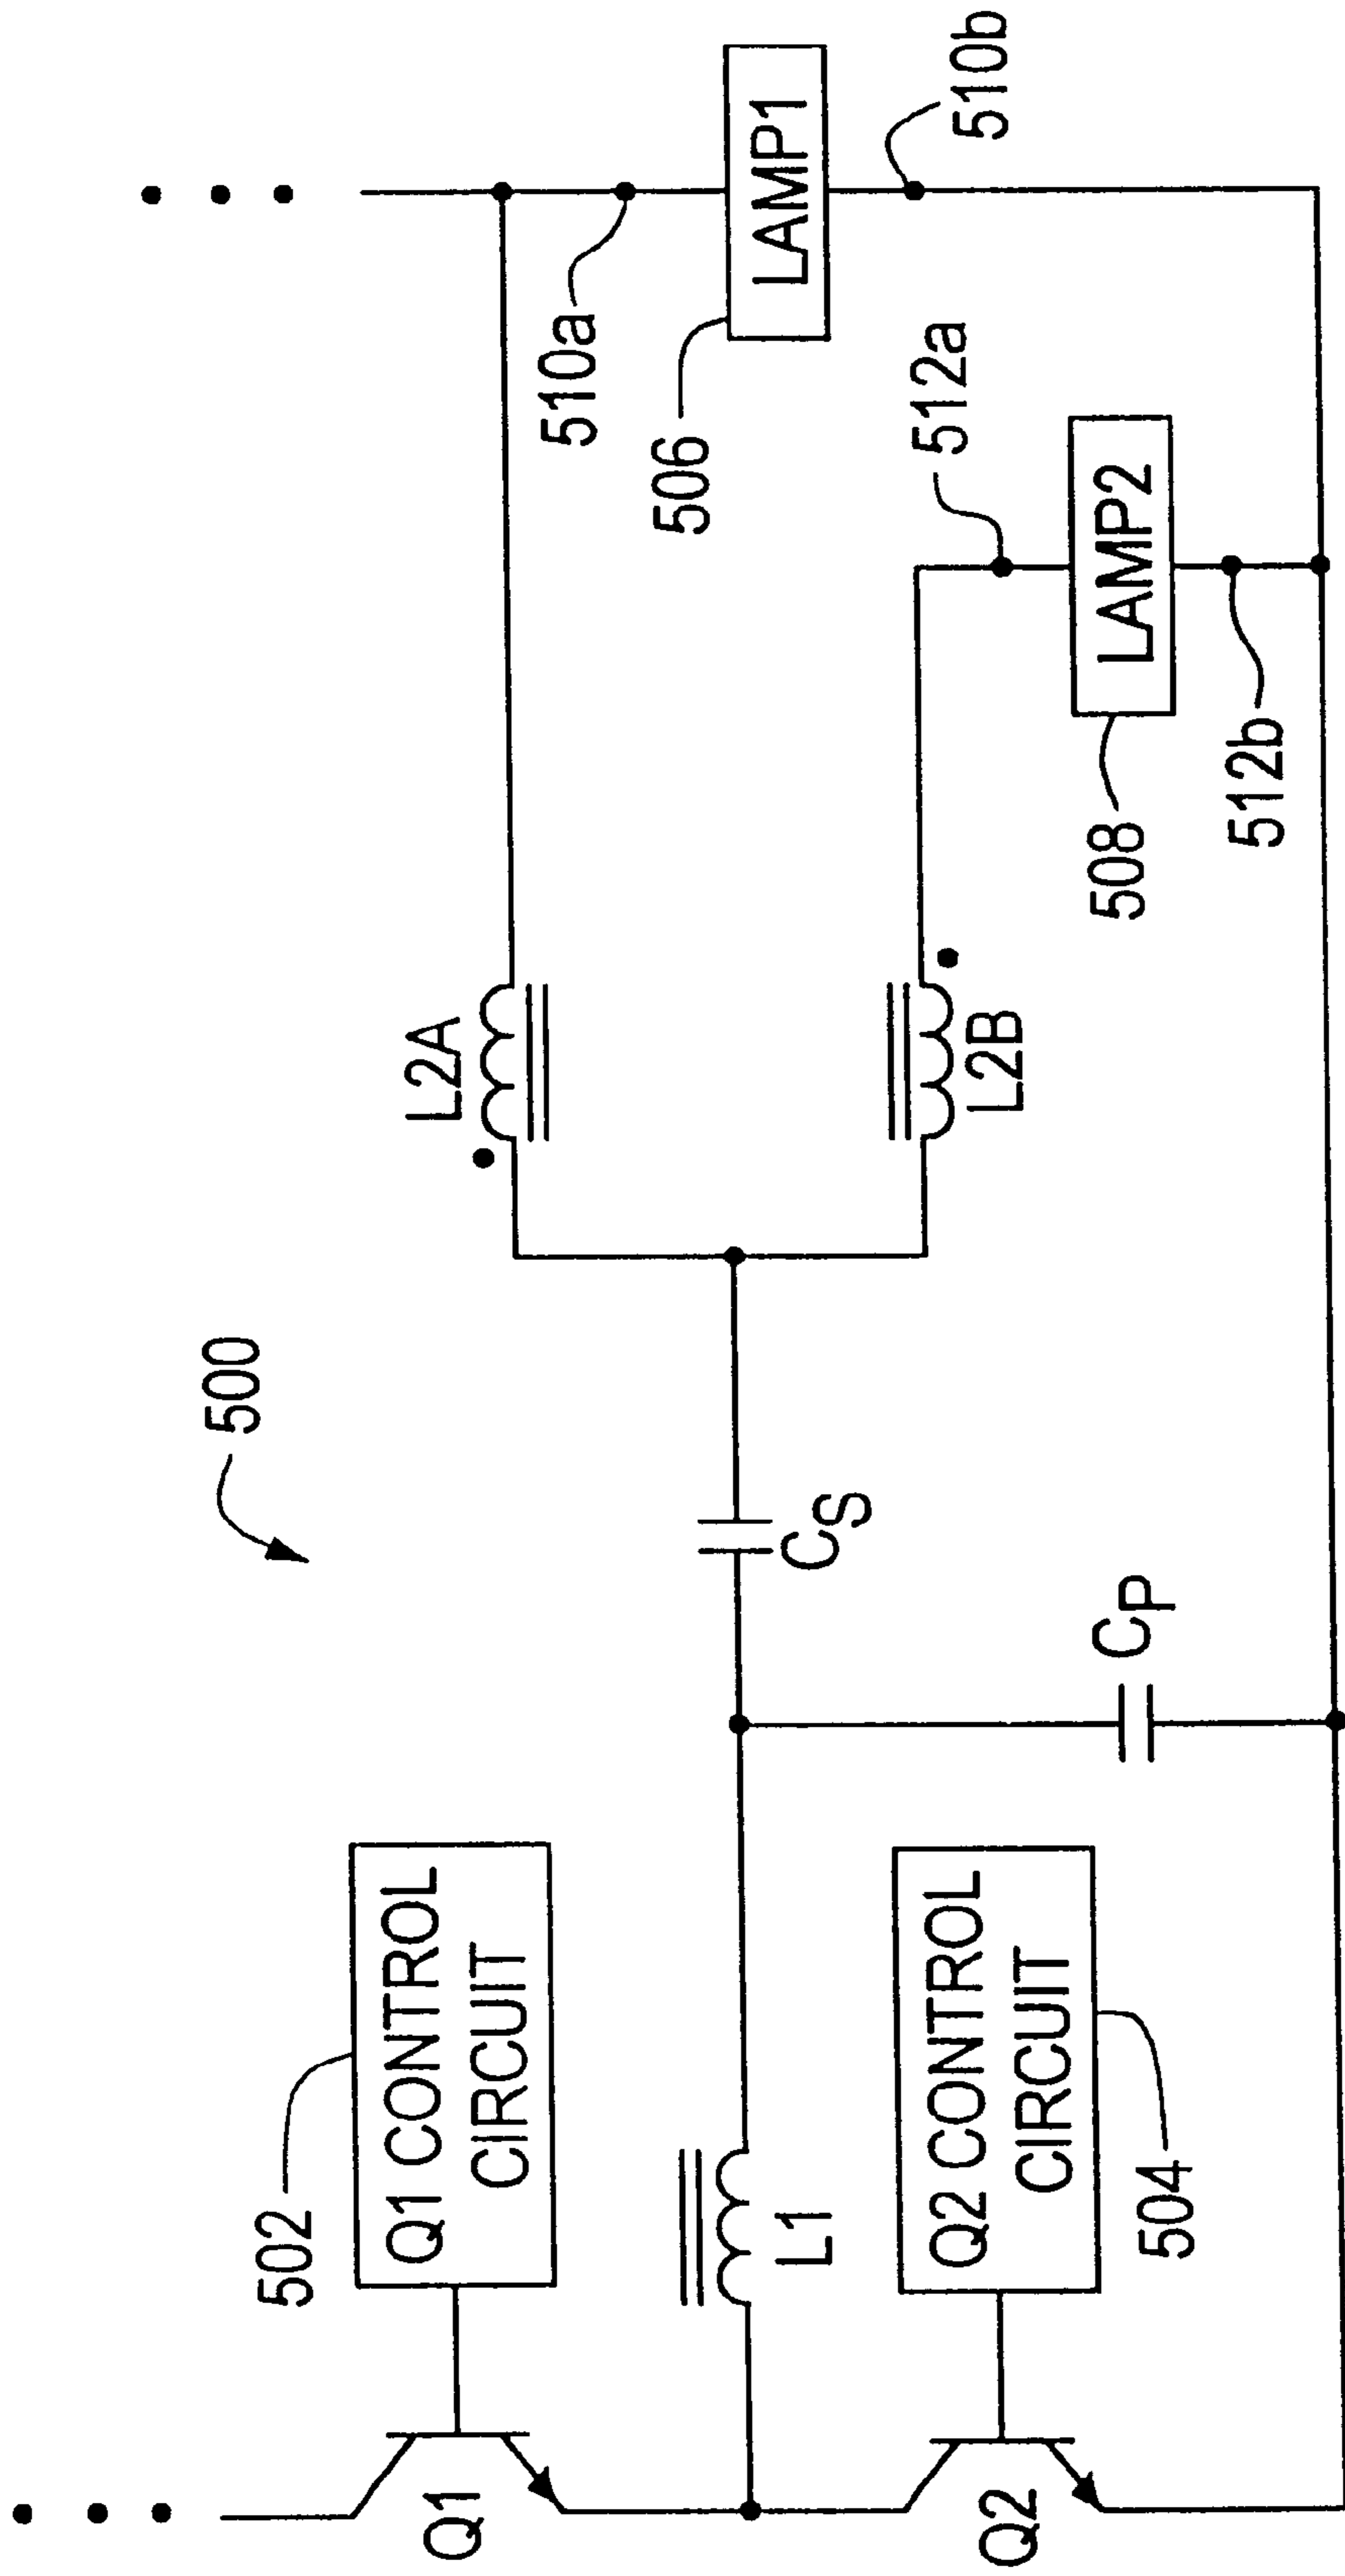 500
502
Q1 CONTROL
CIRCUIT
Q1
L1
Q2 CONTROL
CIRCUIT
504
Q2
CS
CP
L2A
L2B
510a
506
LAMP1
510b
512a
508
LAMP2
512b